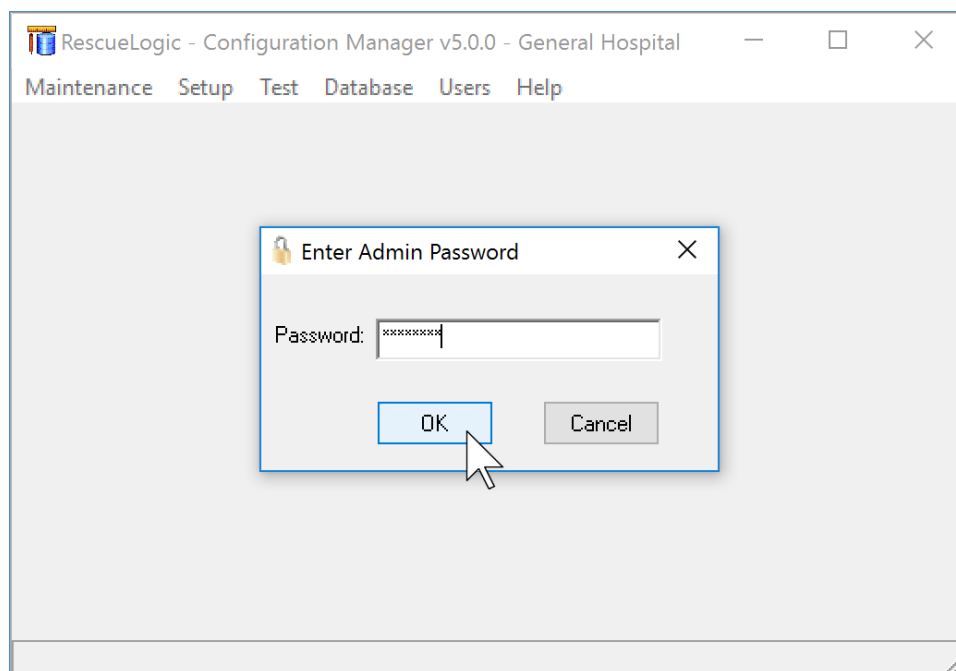 RescueLogic - Configuration Manager v5.0.0 - General Hospital
Maintenance Setup Test Database Users Help
Enter Admin Password
Password: ********
OK Cancel